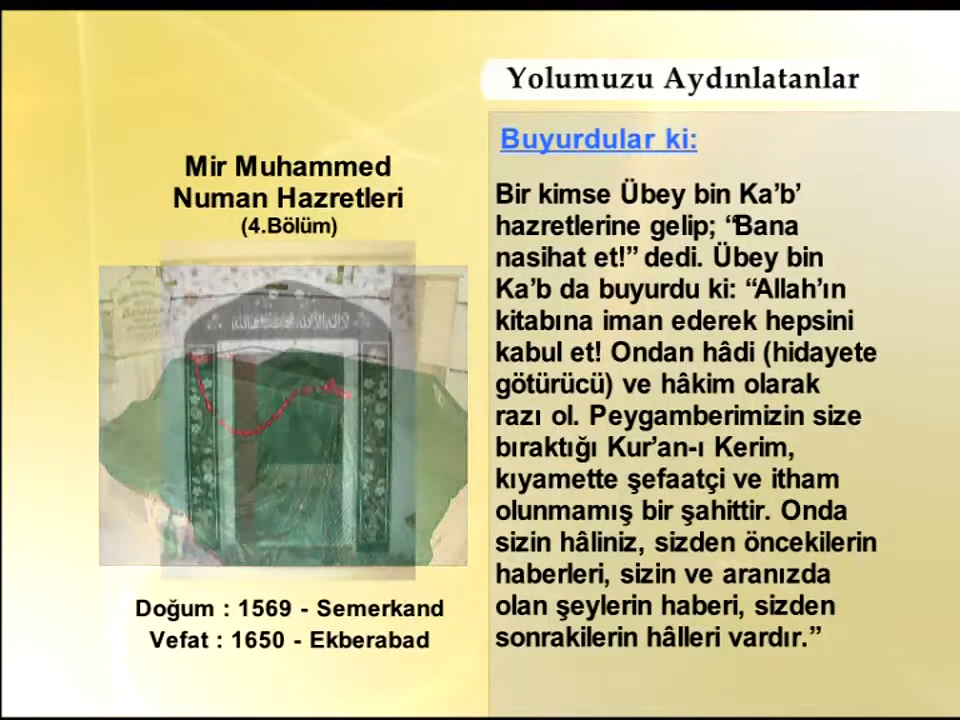 Yolumuzu Aydınlatanlar
Mir Muhammed
Numan Hazretleri
(4.Bölüm)
Doğum : 1569 - Semerkand
Vefat : 1650 - Ekberabad
Buyurdular ki:
Bir kimse Übey bin Ka’b’
hazretlerine gelip; “Bana
nasihat et!” dedi. Übey bin
Ka’b da buyurdu ki: “Allah’ın
kitabına iman ederek hepsini
kabul et! Ondan hâdi (hidayete
götürücü) ve hâkim olarak
razı ol. Peygamberimizin size
bıraktığı Kur’an-ı Kerim,
kıyamette şefaatçi ve itham
olunmamış bir şahittir. Onda
sizin hâliniz, sizden öncekilerin
haberleri, sizin ve aranızda
olan şeylerin haberi, sizden
sonrakilerin hâlleri vardır.”